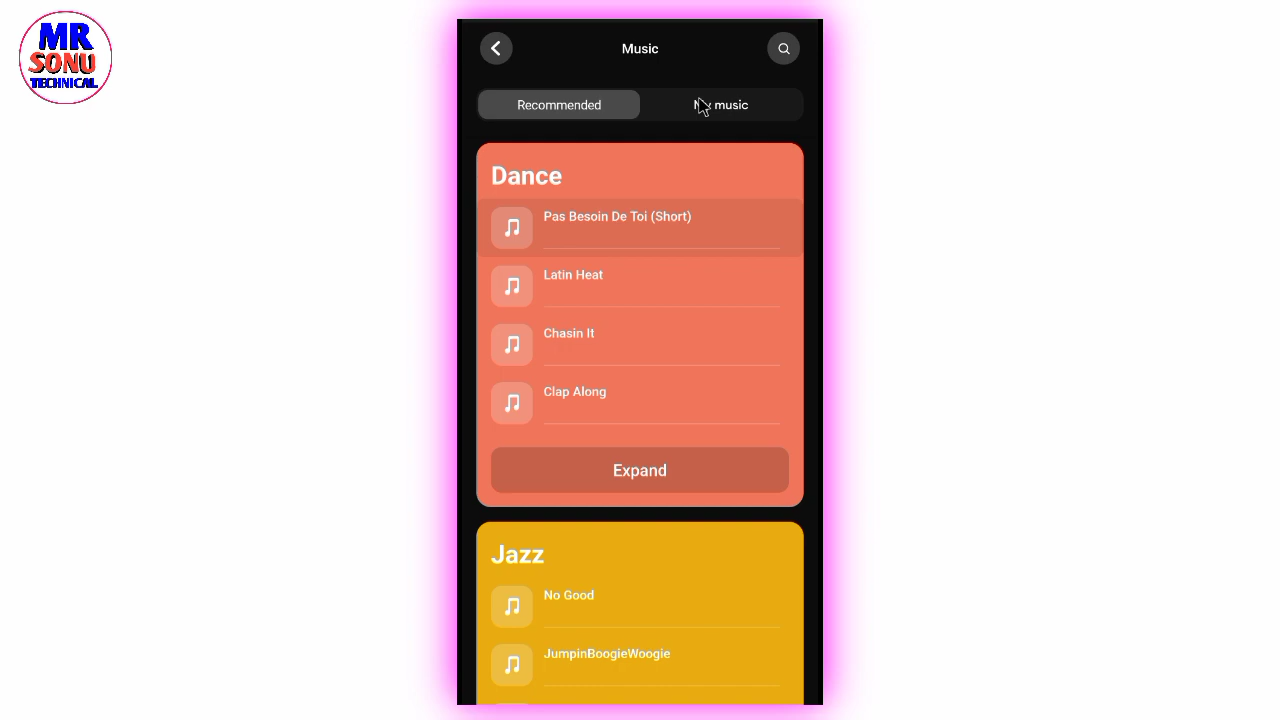 MR
SONU
TECHNICAL
Music
Recommended
My music
Dance
Pas Besoin De Toi (Short)
Latin Heat
Chasin It
Clap Along
Expand
Jazz
No Good
JumpinBoogieWoogie